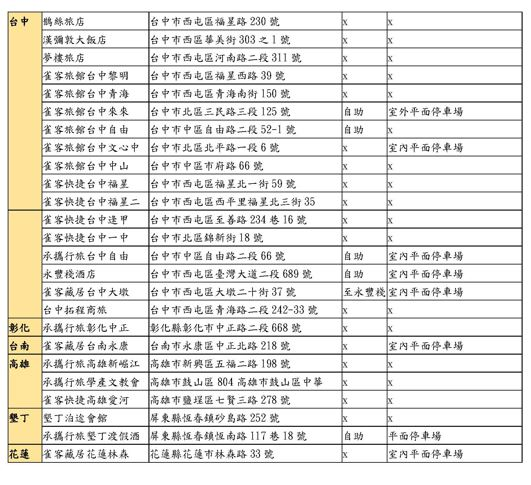 台中 鵲絲旅店 台中市西屯區福星路 230 號 x x
漢彌敦大飯店 台中市西區華美街 303 之 1 號 x x
夢樓旅店 台中市西屯區河南路二段 311 號 x x
雀客旅館台中黎明 台中市西屯區福星西路 39 號 x x
雀客旅館台中青海 台中市西屯區青海南街 150 號 x x
雀客旅館台中來來 台中市北區三民路三段 125 號 自助 室外平面停車場
雀客旅館台中自由 台中市中區自由路二段 52-1 號 自助 x
雀客旅館台中文心中 台中市北區北平路一段 6 號 x 室內平面停車場
雀客旅館台中中山 台中市中區市府路 66 號 x x
雀客快捷台中福星 台中市西屯區福星北一街 59 號 x x
雀客快捷台中福星二 台中市西屯區西平里福星北三街 35 x x
雀客快捷台中逢甲 台中市西屯區至善路 234 巷 16 號 x x
雀客快捷台中一中 台中市北區錦新街 18 號 x x
承攜行旅台中自由 台中市中區自由路二段 66 號 自助 室內平面停車場
永豐棧酒店 台中市西屯區臺灣大道二段 689 號 自助 室內平面停車場
雀客藏居台中大墩 台中市西屯區大墩二十街 37 號 至永豐棧 室內平面停車場
台中拓程商旅 台中市西屯區青海路二段 242-33 號 x x
彰化 承攜行旅彰化中正 彰化縣彰化市中正路二段 668 號 x x
台南 雀客藏居台南永康 台南市永康區中正北路 218 號 x 室內平面停車場
高雄 承攜行旅高雄新崛江 高雄市新興區五福二路 198 號 x x
承攜行旅學產文教會 高雄市鼓山區 804 高雄市鼓山區中華 x x
雀客快捷高雄愛河 高雄市鹽埕區七賢三路 278 號 x x
墾丁 墾丁泊逸會館 屏東縣恆春鎮砂島路 252 號 x x
承攜行旅墾丁渡假酒 屏東縣恆春鎮恆南路 117 巷 18 號 自助 平面停車場
花蓮 雀客藏居花蓮林森 花蓮縣花蓮市林森路 33 號 x 室內平面停車場